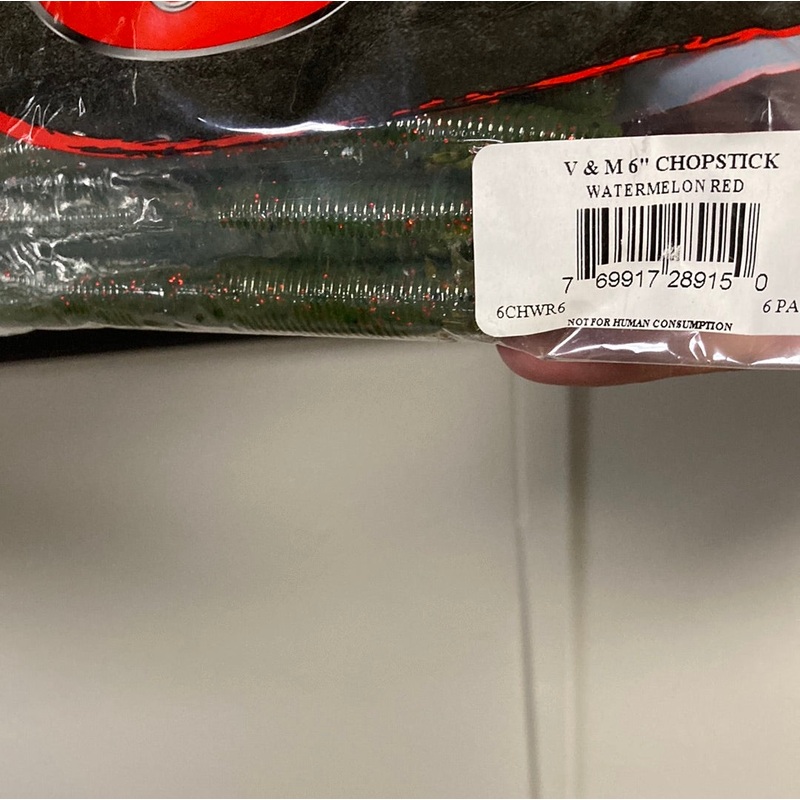 V & M 6" CHOPSTICK
WATERMELON RED
7 69917 28915 0
6CHWR6 6 PA
NOT FOR HUMAN CONSUMPTION